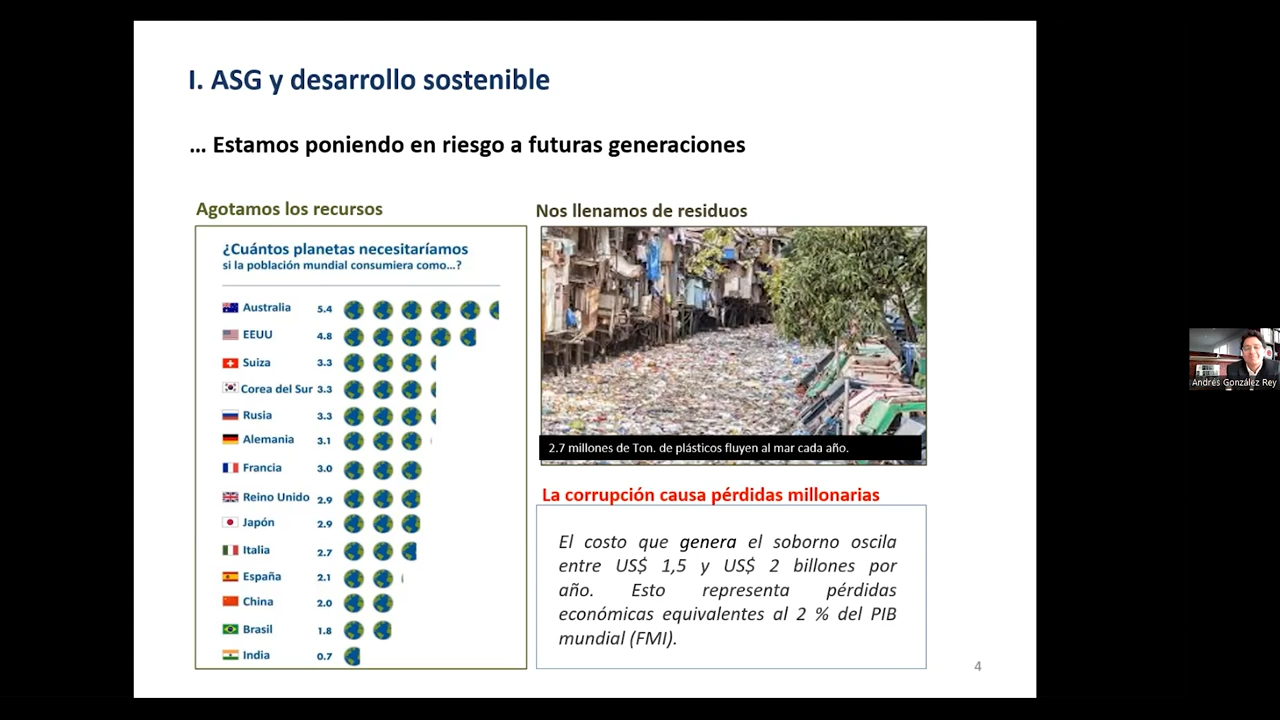 I. ASG y desarrollo sostenible
... Estamos poniendo en riesgo a futuras generaciones
Agotamos los recursos
¿Cuántos planetas necesitaríamos
si la población mundial consumiera como...?
Australia 5.4
EEUU 4.8
Suiza 3.3
Corea del Sur 3.3
Rusia 3.3
Alemania 3.1
Francia 3.0
Reino Unido 2.9
Japón 2.9
Italia 2.7
España 2.1
China 2.0
Brasil 1.8
India 0.7
Nos llenamos de residuos
2.7 millones de Ton. de plásticos fluyen al mar cada año.
La corrupción causa pérdidas millonarias
El costo que genera el soborno oscila
entre US$ 1,5 y US$ 2 billones por
año. Esto representa pérdidas
económicas equivalentes al 2 % del PIB
mundial (FMI).
4
Andrés González Rey